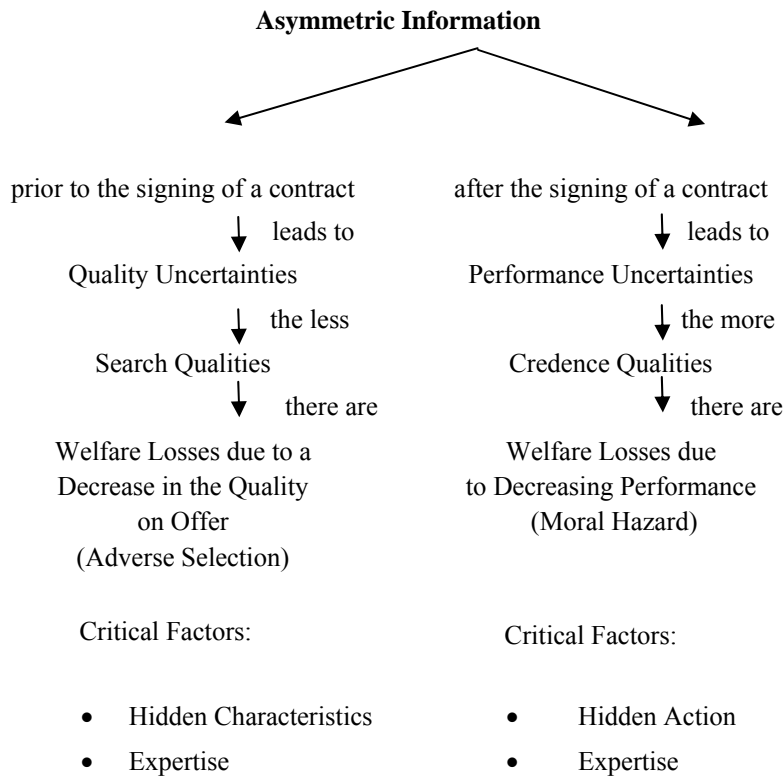 Asymmetric Information
prior to the signing of a contract
leads to
Quality Uncertainties
the less
Search Qualities
there are
Welfare Losses due to a
Decrease in the Quality
on Offer
(Adverse Selection)
Critical Factors:
• Hidden Characteristics
• Expertise
after the signing of a contract
leads to
Performance Uncertainties
the more
Credence Qualities
there are
Welfare Losses due
to Decreasing Performance
(Moral Hazard)
Critical Factors:
• Hidden Action
• Expertise